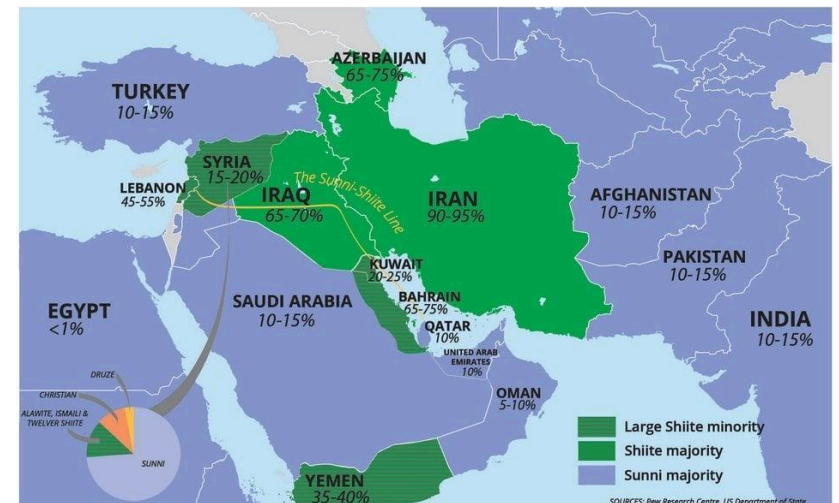 AZERBAIJAN
65-75%
TURKEY
10-15%
SYRIA
15-20%
LEBANON
45-55%
The Sunni-Shiite Line
IRAQ
65-70%
IRAN
90-95%
AFGHANISTAN
10-15%
PAKISTAN
10-15%
KUWAIT
20-25%
SAUDI ARABIA
10-15%
BAHRAIN
65-75%
QATAR
10%
EGYPT
<1%
INDIA
10-15%
UNITED ARAB
EMIRATES
10%
OMAN
5-10%
DRUZE
CHRISTIAN
ALAWITE, ISMAILI &
TWELVER SHIITE
SUNNI
Large Shiite minority
Shiite majority
Sunni majority
YEMEN
35-40%
SOURCES: Pew Research Centre, US Department of State